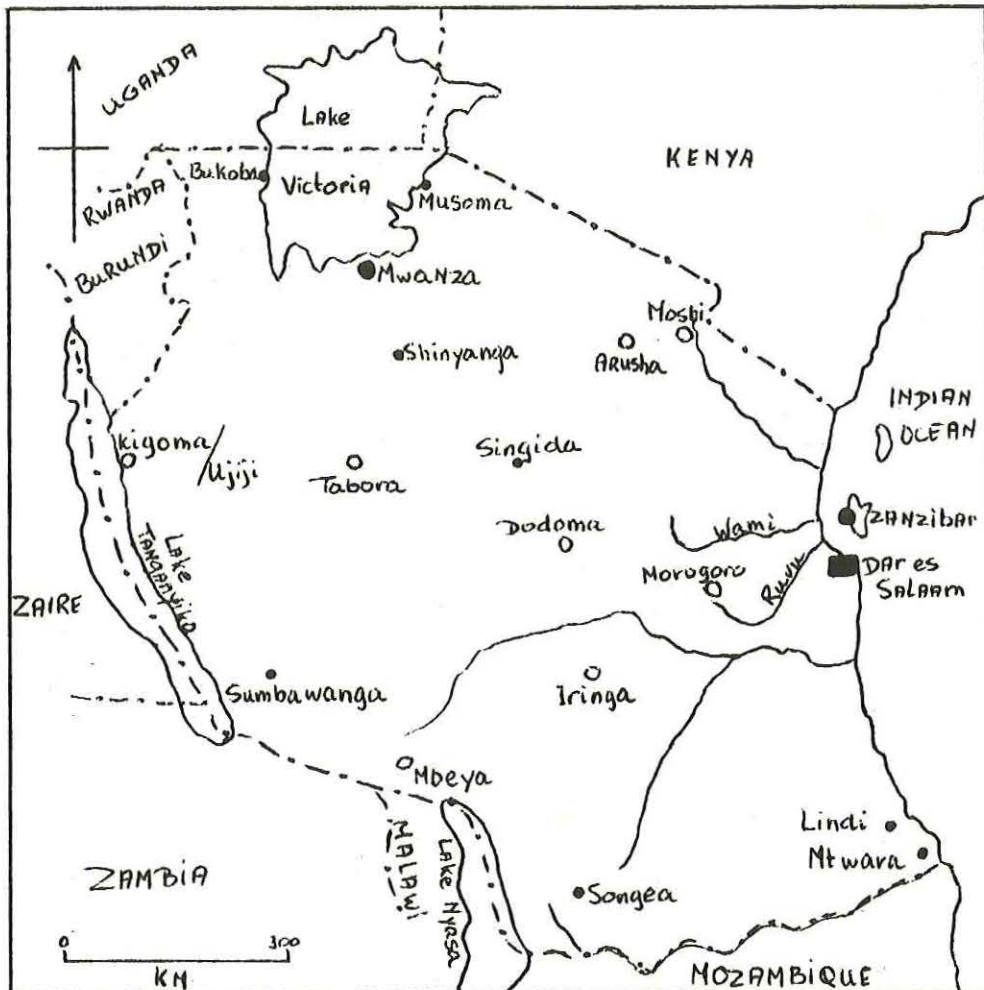 UGANDA
Lake
Victoria
KENYA
Bukoba
RWANDA
Musoma
BURUNDI
Mwanza
Moshi
Shinyanga
Arusha
INDIAN
OCEAN
Kigoma
/Ujiji
Tabora
Singida
Dodoma
Wami
ZANZIBAR
Morogoro
Ruvu
DAR es
SALAAM
Lake
TANGANYIKA
ZAIRE
Sumbawanga
Iringa
Mbeya
MALAWI
Lake Nyasa
Lindi
Mtwara
ZAMBIA
Songea
0 300
KM.
MOZAMBIQUE